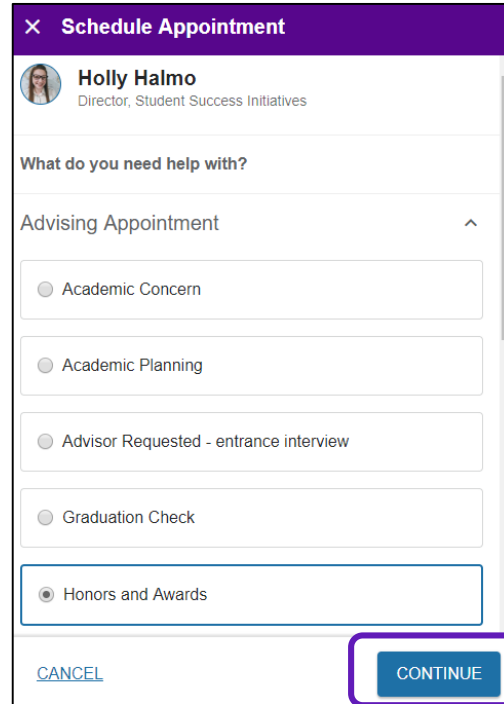 × Schedule Appointment
Holly Halmo
Director, Student Success Initiatives
What do you need help with?
Advising Appointment
Academic Concern
Academic Planning
Advisor Requested - entrance interview
Graduation Check
Honors and Awards
CANCEL
CONTINUE